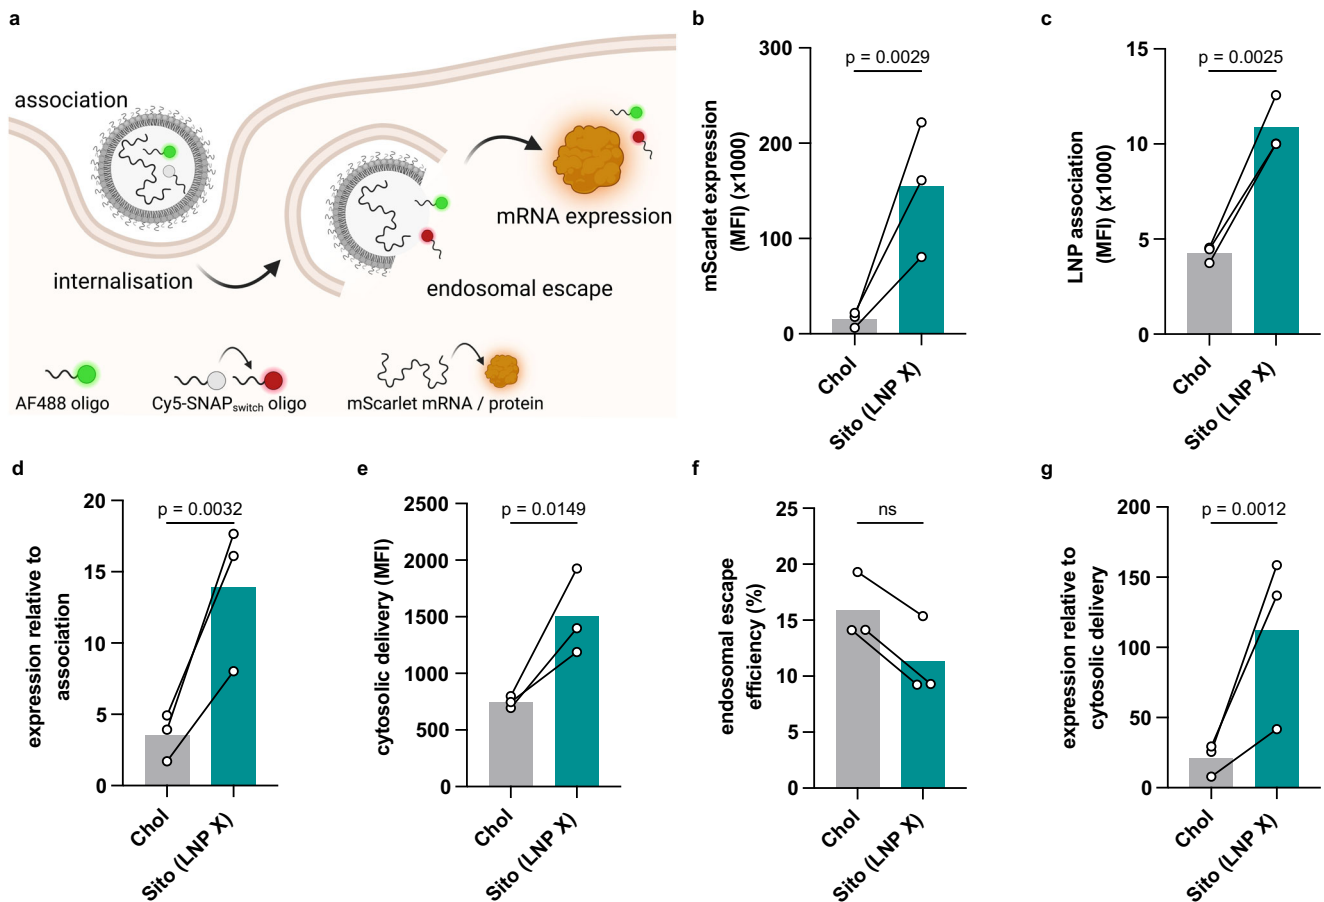 a
association
internalisation
mRNA expression
endosomal escape
AF488 oligo
Cy5-SNAPswitch oligo
mScarlet mRNA / protein
b
mScarlet expression
(MFI) (x1000)
300
200
100
0
p = 0.0029
Chol
Sito (LNP X)
c
LNP association
(MFI) (x1000)
15
10
5
0
p = 0.0025
Chol
Sito (LNP X)
d
expression relative to
association
20
15
10
5
0
p = 0.0032
Chol
Sito (LNP X)
e
cytosolic delivery (MFI)
2500
2000
1500
1000
500
0
p = 0.0149
Chol
Sito (LNP X)
f
endosomal escape
efficiency (%)
25
20
15
10
5
0
ns
Chol
Sito (LNP X)
g
expression relative to
cytosolic delivery
200
150
100
50
0
p = 0.0012
Chol
Sito (LNP X)